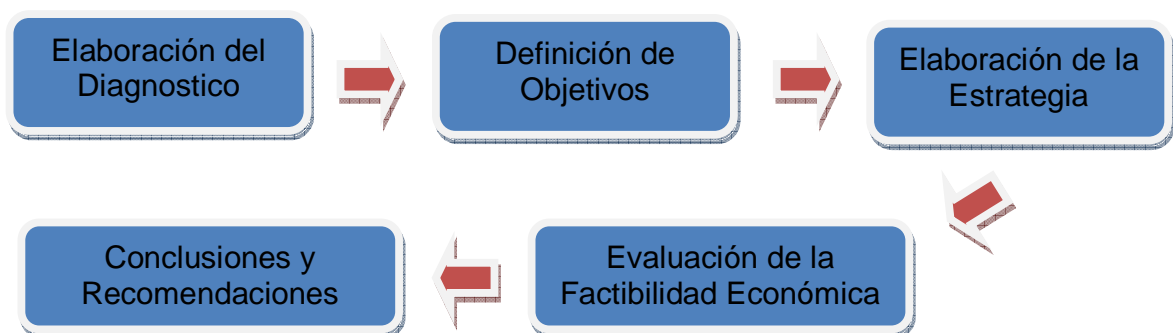 Elaboración del
Diagnostico
Definición de
Objetivos
Elaboración de la
Estrategia
Evaluación de la
Factibilidad Económica
Conclusiones y
Recomendaciones